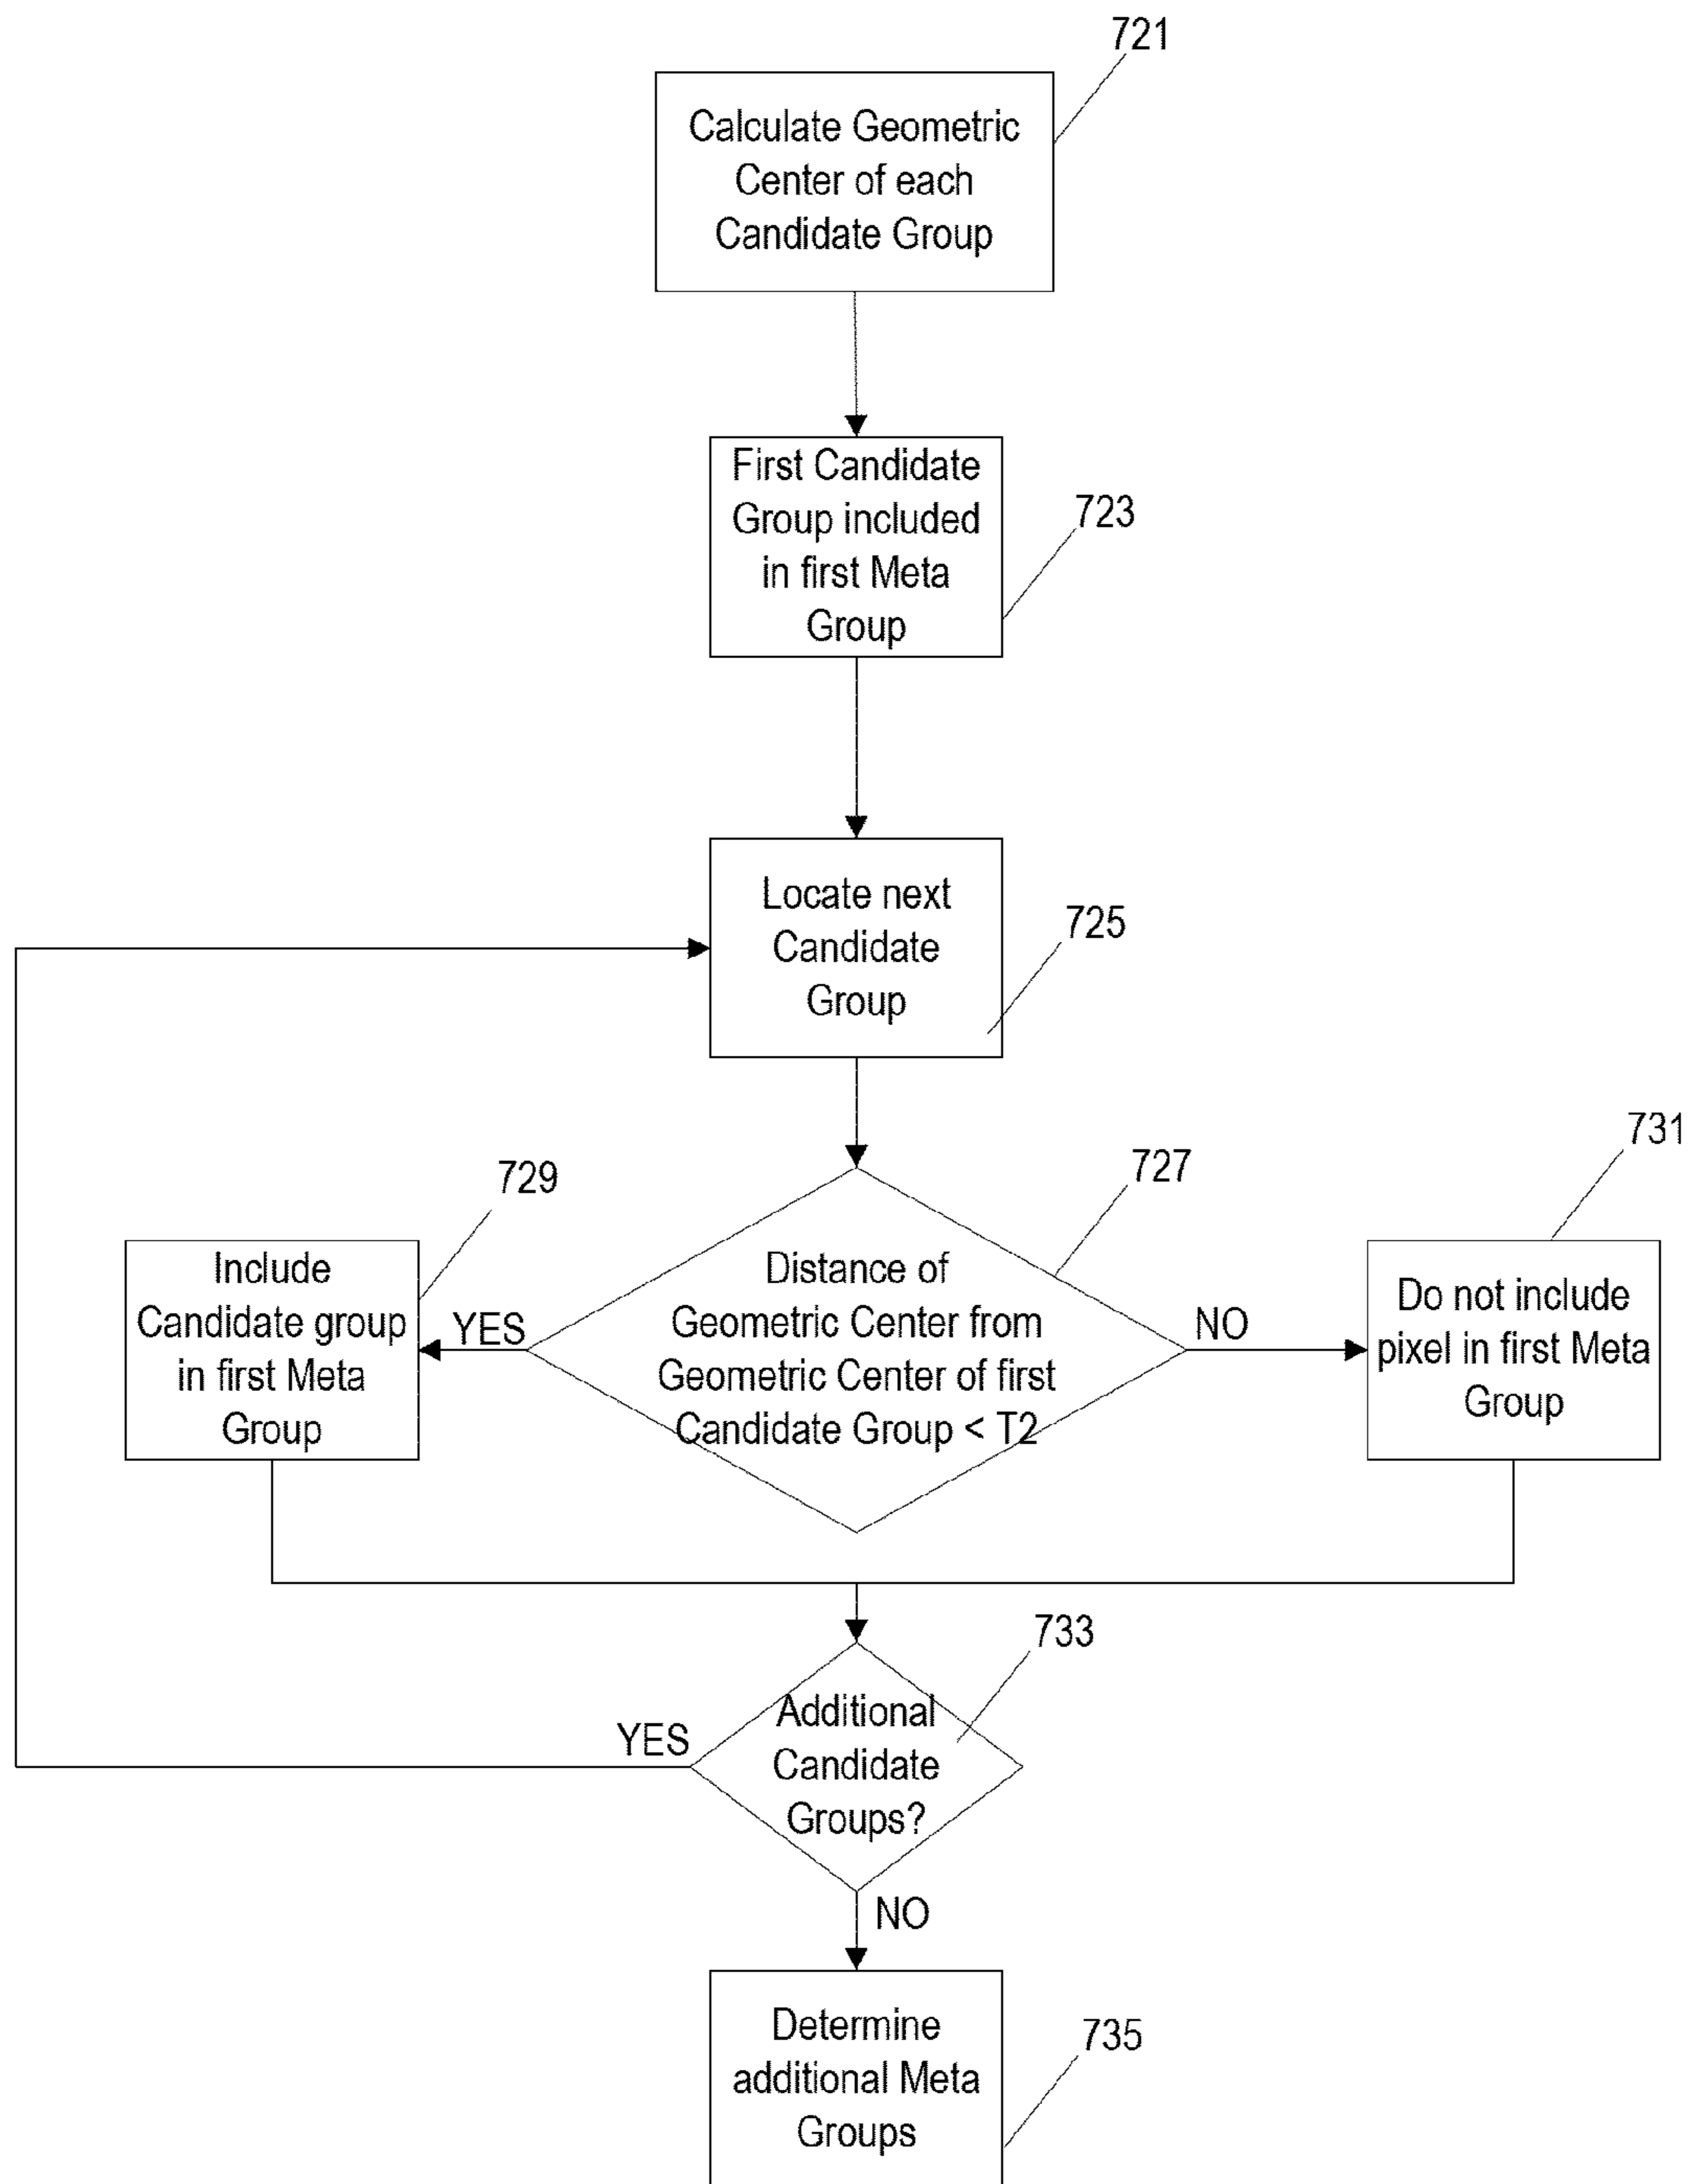 721
Calculate Geometric
Center of each
Candidate Group
First Candidate
Group included
in first Meta
Group
723
Locate next
Candidate
Group
725
727
Distance of
Geometric Center from
Geometric Center of first
Candidate Group < T2
YES
NO
729
Include
Candidate group
in first Meta
Group
731
Do not include
pixel in first Meta
Group
733
Additional
Candidate
Groups?
YES
NO
Determine
additional Meta
Groups
735